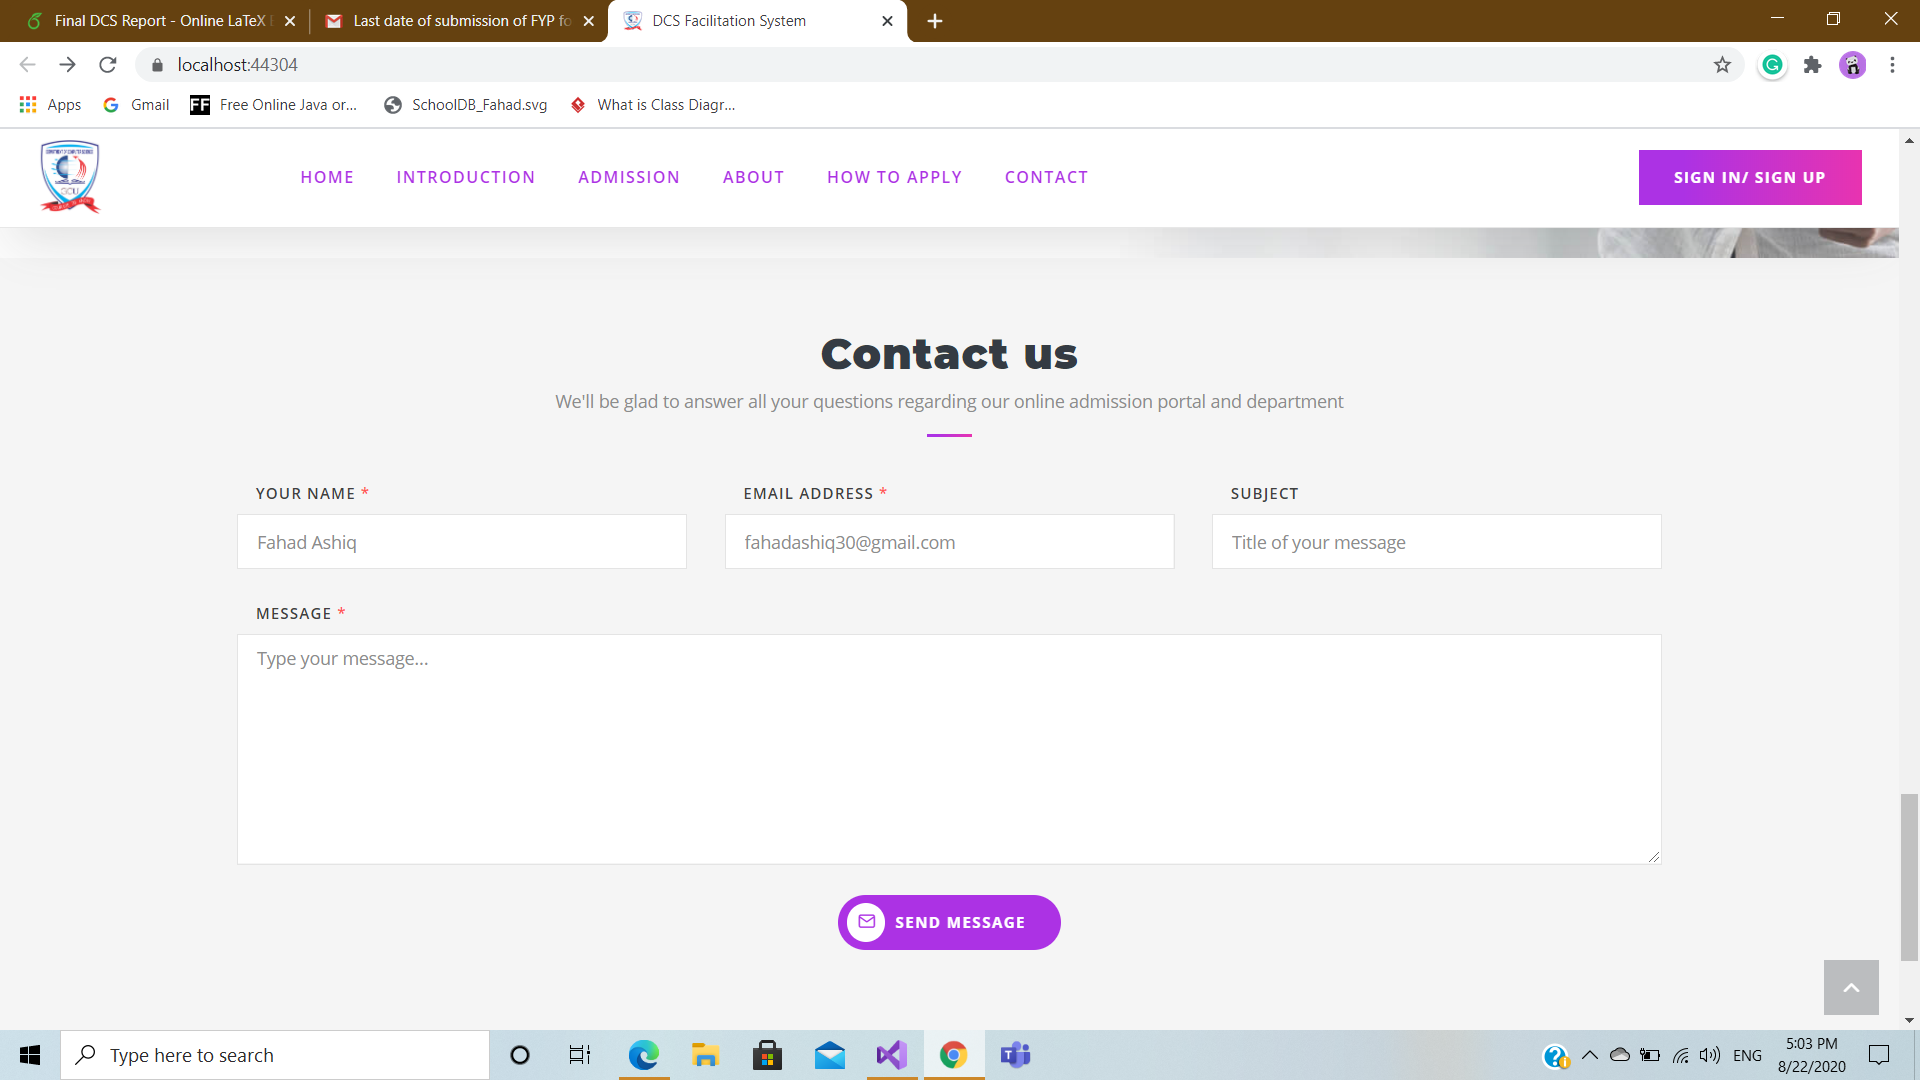 Final DCS Report - Online LaTeX E
Last date of submission of FYP fo
DCS Facilitation System
localhost:44304
Apps
Gmail
Free Online Java or...
SchoolDB_Fahad.svg
What is Class Diagr...
HOME
INTRODUCTION
ADMISSION
ABOUT
HOW TO APPLY
CONTACT
SIGN IN/ SIGN UP
Contact us
We'll be glad to answer all your questions regarding our online admission portal and department
YOUR NAME *
EMAIL ADDRESS *
SUBJECT
Fahad Ashiq
fahadashiq30@gmail.com
Title of your message
MESSAGE *
Type your message...
SEND MESSAGE
Type here to search
ENG
5:03 PM
8/22/2020